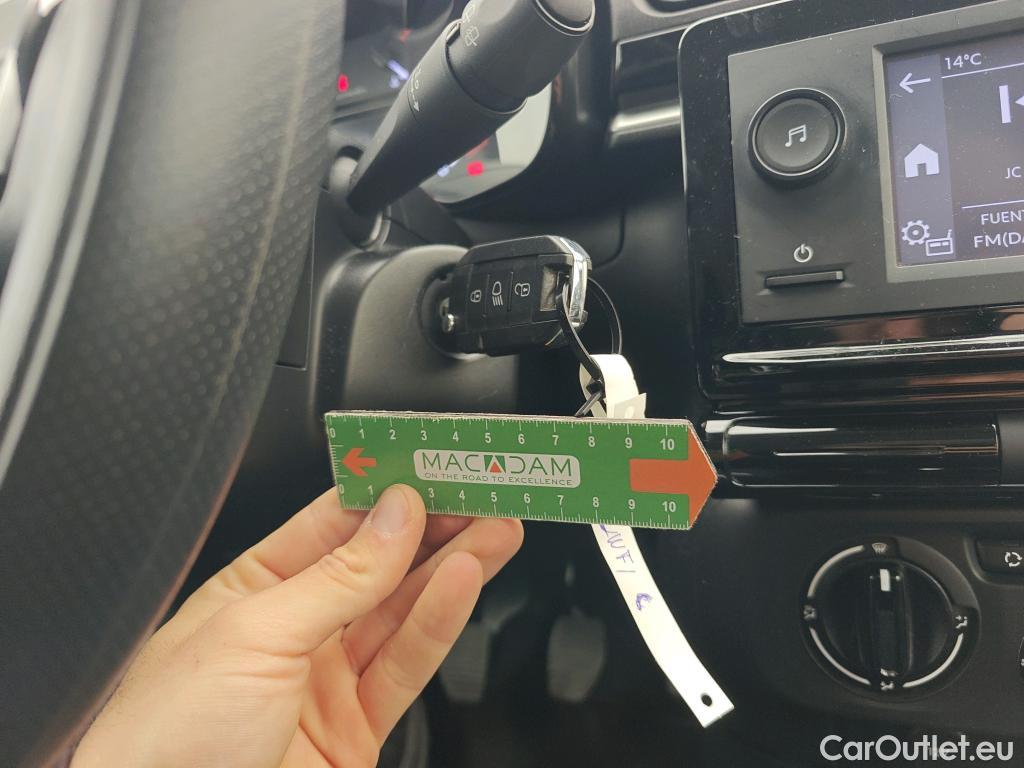 14°C
JC
FUENT
FM(DA
0 1 2 3 4 5 6 7 8 9 10
MACADAM
ON THE ROAD TO EXCELLENCE
0 1 3 4 5 6 7 8 9 10
CarOutlet.eu